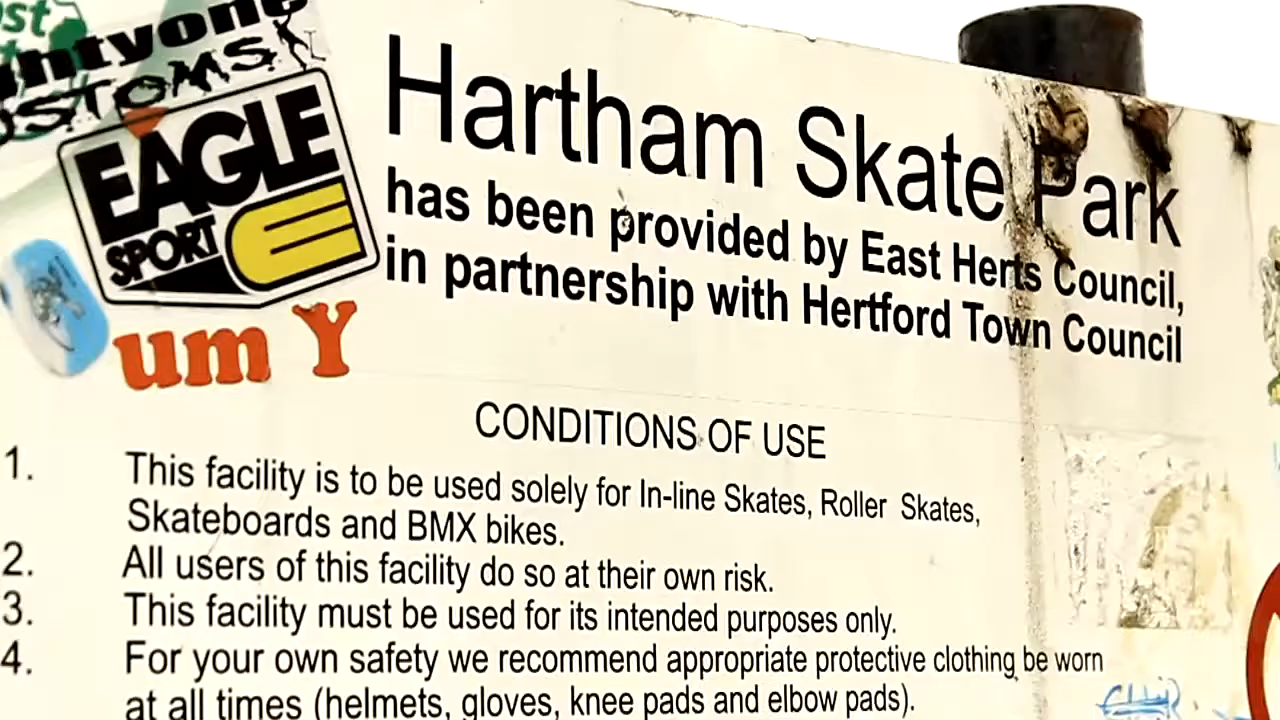 CUSTOMS
EAGLE
SPORT
um Y
Hartham Skate Park
has been provided by East Herts Council,
in partnership with Hertford Town Council
CONDITIONS OF USE
1. This facility is to be used solely for In-line Skates, Roller Skates,
Skateboards and BMX bikes.
2. All users of this facility do so at their own risk.
3. This facility must be used for its intended purposes only.
4. For your own safety we recommend appropriate protective clothing be worn
at all times (helmets, gloves, knee pads and elbow pads).